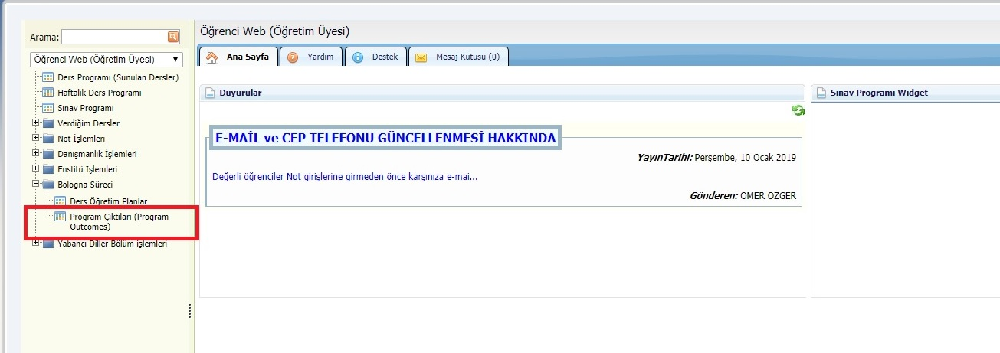 Arama:
Öğrenci Web (Öğretim Üyesi)
Ders Programı (Sunulan Dersler)
Haftalık Ders Programı
Sınav Programı
Verdiğim Dersler
Not İşlemleri
Danışmanlık İşlemleri
Enstitü İşlemleri
Bologna Süreci
Ders Öğretim Planlar
Program Çıktıları (Program
Outcomes)
Yabancı Diller Bölüm işlemleri
Öğrenci Web (Öğretim Üyesi)
Ana Sayfa
Yardım
Destek
Mesaj Kutusu (0)
Duyurular
E-MAİL ve CEP TELEFONU GÜNCELLENMESİ HAKKINDA
YayınTarihi: Perşembe, 10 Ocak 2019
Değerli öğrenciler Not girişlerine girmeden önce karşınıza e-mai...
Gönderen: ÖMER ÖZGER
Sınav Programı Widget